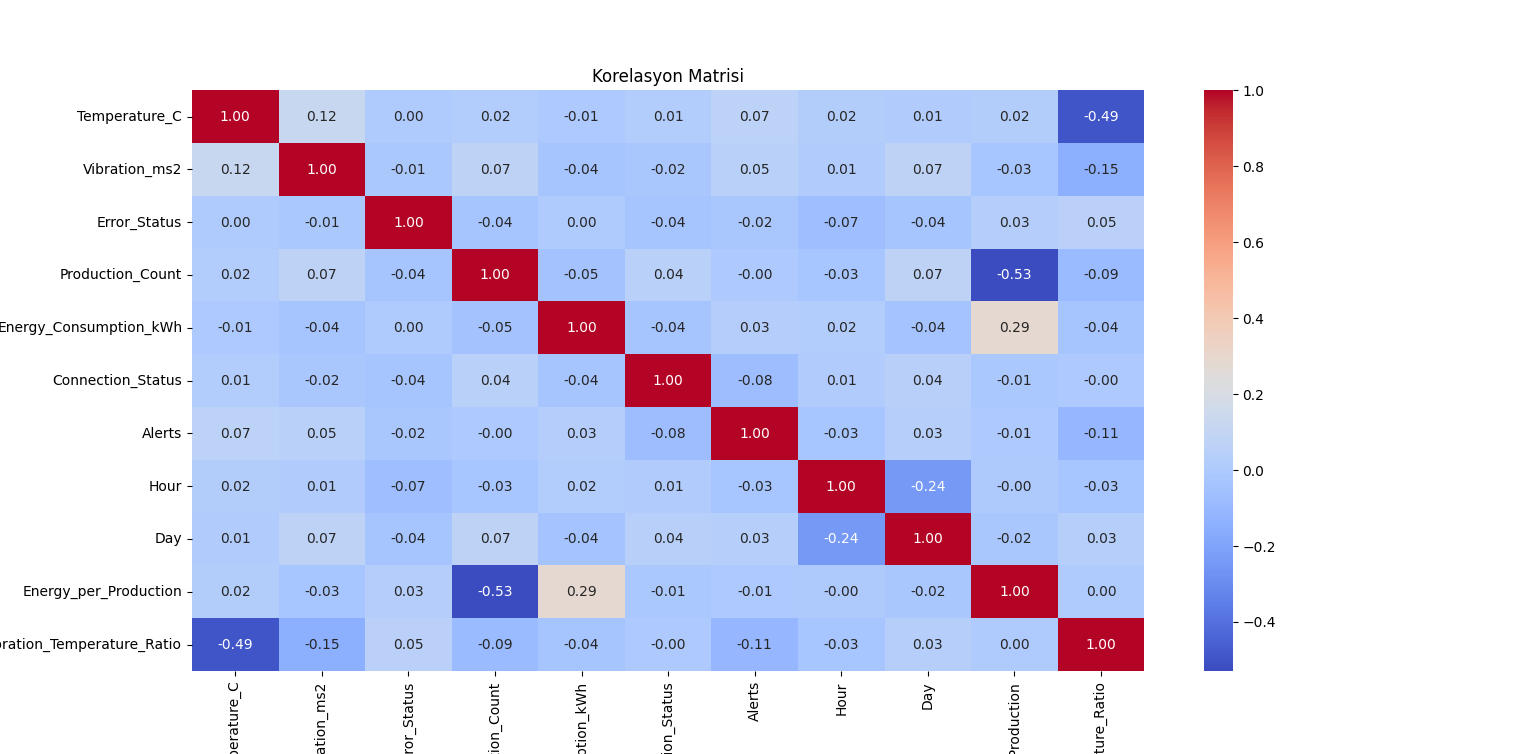 Korelasyon Matrisi
Temperature_C 1.00 0.12 0.00 0.02 -0.01 0.01 0.07 0.02 0.01 0.02 -0.49
Vibration_ms2 0.12 1.00 -0.01 0.07 -0.04 -0.02 0.05 0.01 0.07 -0.03 -0.15
Error_Status 0.00 -0.01 1.00 -0.04 0.00 -0.04 -0.02 -0.07 -0.04 0.03 0.05
Production_Count 0.02 0.07 -0.04 1.00 -0.05 0.04 -0.00 -0.03 0.07 -0.53 -0.09
Energy_Consumption_kWh -0.01 -0.04 0.00 -0.05 1.00 -0.04 0.03 0.02 -0.04 0.29 -0.04
Connection_Status 0.01 -0.02 -0.04 0.04 -0.04 1.00 -0.08 0.01 0.04 -0.01 -0.00
Alerts 0.07 0.05 -0.02 -0.00 0.03 -0.08 1.00 -0.03 0.03 -0.01 -0.11
Hour 0.02 0.01 -0.07 -0.03 0.02 0.01 -0.03 1.00 -0.24 -0.00 -0.03
Day 0.01 0.07 -0.04 0.07 -0.04 0.04 0.03 -0.24 1.00 -0.02 0.03
Energy_per_Production 0.02 -0.03 0.03 -0.53 0.29 -0.01 -0.01 -0.00 -0.02 1.00 0.00
ration_Temperature_Ratio -0.49 -0.15 0.05 -0.09 -0.04 -0.00 -0.11 -0.03 0.03 0.00 1.00
perature_C
ation_ms2
ror_Status
ion_Count
ption_kWh
ion_Status
Alerts
Hour
Day
Production
ture_Ratio
1.0
0.8
0.6
0.4
0.2
0.0
−0.2
−0.4